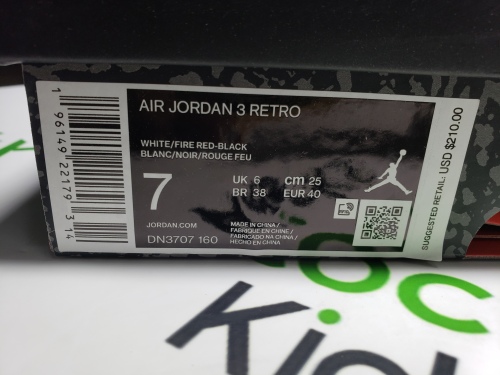 AIR JORDAN 3 RETRO
WHITE/FIRE RED-BLACK
BLANC/NOIR/ROUGE FEU
7
UK 6 cm 25
BR 38 EUR 40
JORDAN.COM
DN3707 160
MADE IN CHINA /
FABRIQUE EN CHINE /
FABRICADO NA CHINA /
HECHO EN CHINA
SUGGESTED RETAIL: USD $210.00
1 96149 22179 3 14